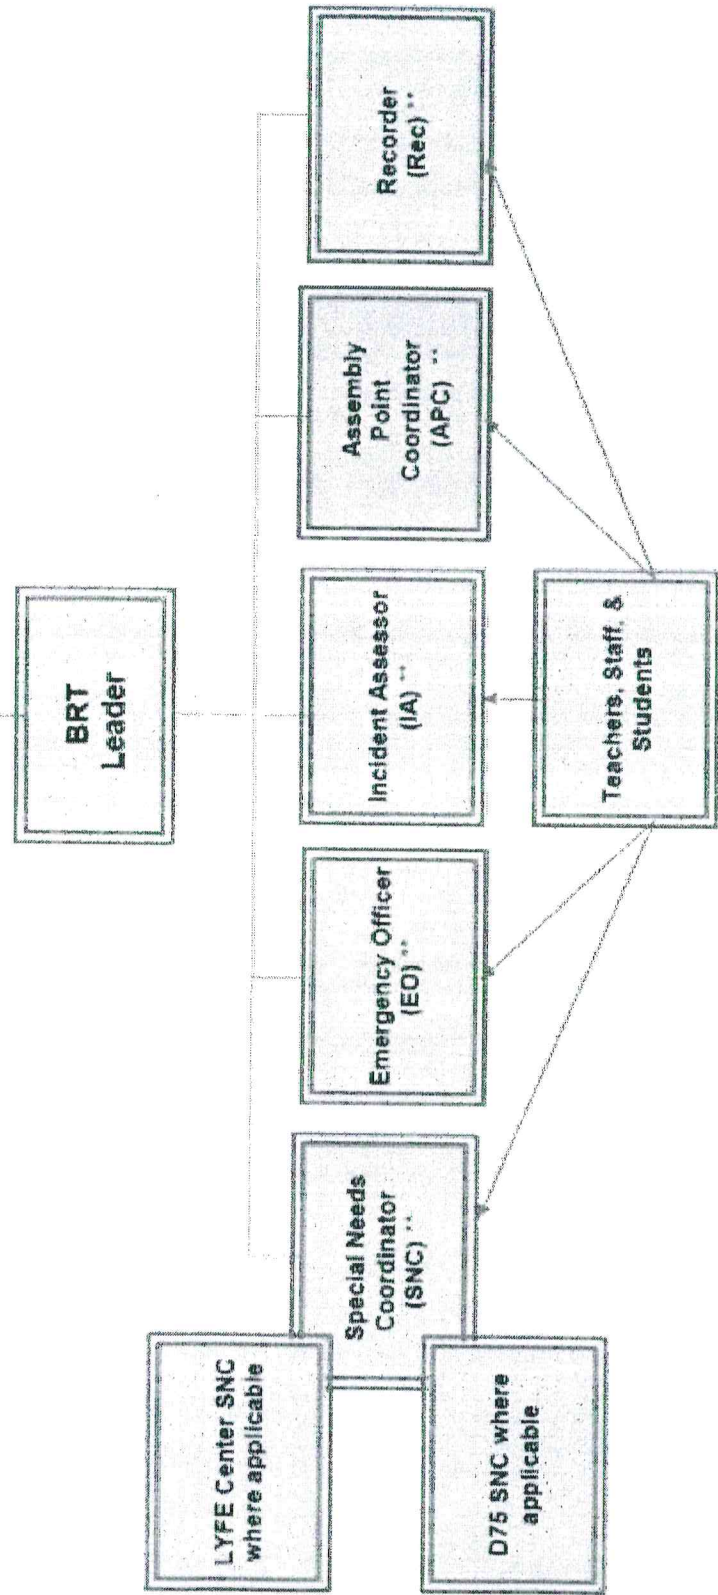 BRT
Leader
LYFE Center SNC
where applicable
Special Needs
Coordinator
(SNC) **
D75 SNC where
applicable
Emergency Officer
(EO) **
Incident Assessor
(IA) **
Assembly
Point
Coordinator
(APC) **
Recorder
(Rec) **
Teachers, Staff, &
Students